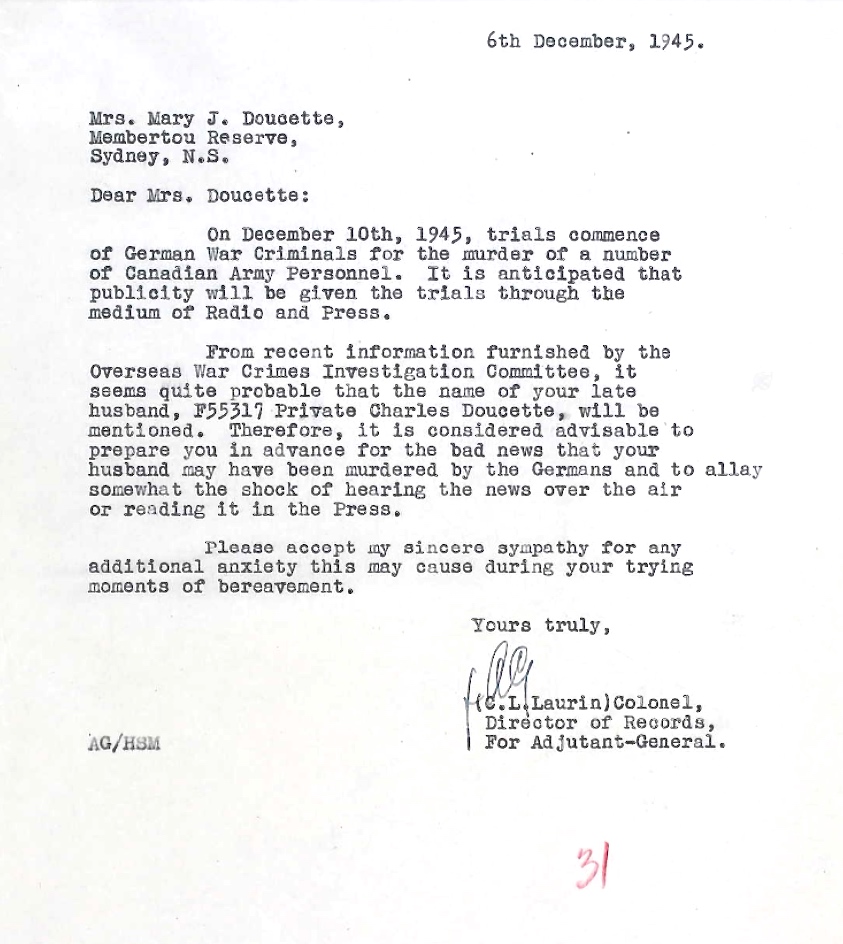 6th December, 1945.
Mrs. Mary J. Doucette,
Membertou Reserve,
Sydney, N.S.
Dear Mrs. Doucette:
On December 10th, 1945, trials commence
of German War Criminals for the murder of a number
of Canadian Army Personnel. It is anticipated that
publicity will be given the trials through the
medium of Radio and Press.
From recent information furnished by the
Overseas War Crimes Investigation Committee, it
seems quite probable that the name of your late
husband, F55317 Private Charles Doucette, will be
mentioned. Therefore, it is considered advisable to
prepare you in advance for the bad news that your
husband may have been murdered by the Germans and to allay
somewhat the shock of hearing the news over the air
or reading it in the Press.
Please accept my sincere sympathy for any
additional anxiety this may cause during your trying
moments of bereavement.
Yours truly,
(C.L.Laurin)Colonel,
Director of Records,
For Adjutant-General.
AG/HSM
31